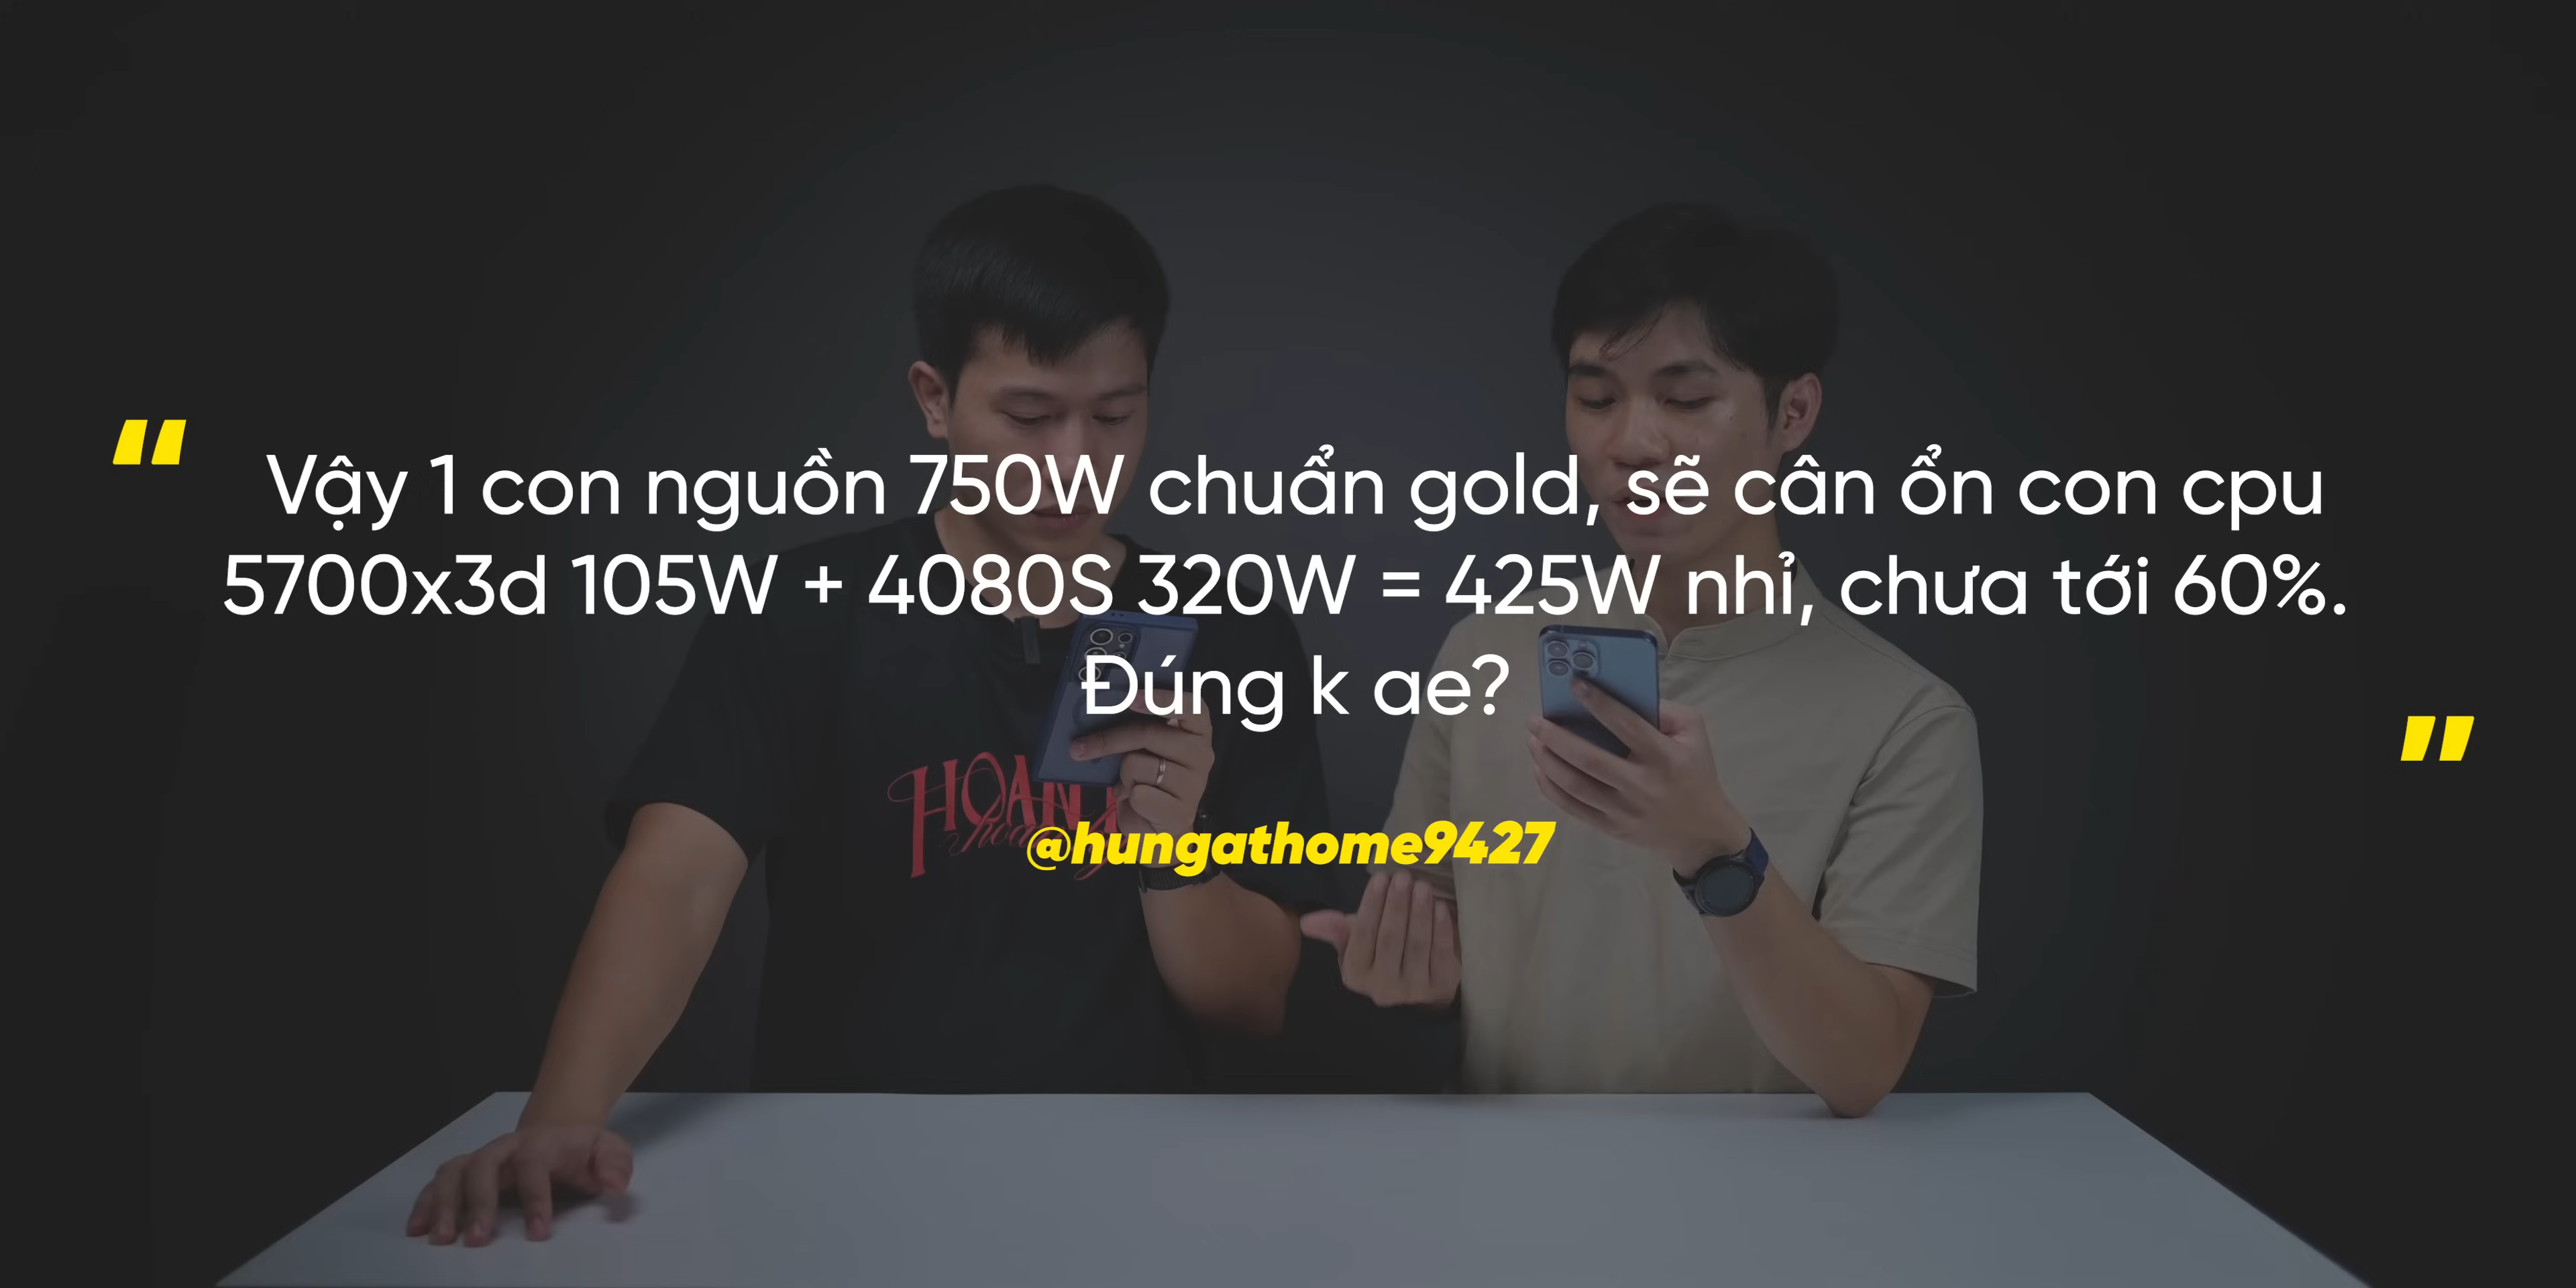 “
Vậy 1 con nguồn 750W chuẩn gold, sẽ cân ổn con cpu
5700x3d 105W + 4080S 320W = 425W nhỉ, chưa tới 60%.
Đúng k ae?
”
@hungathome9427